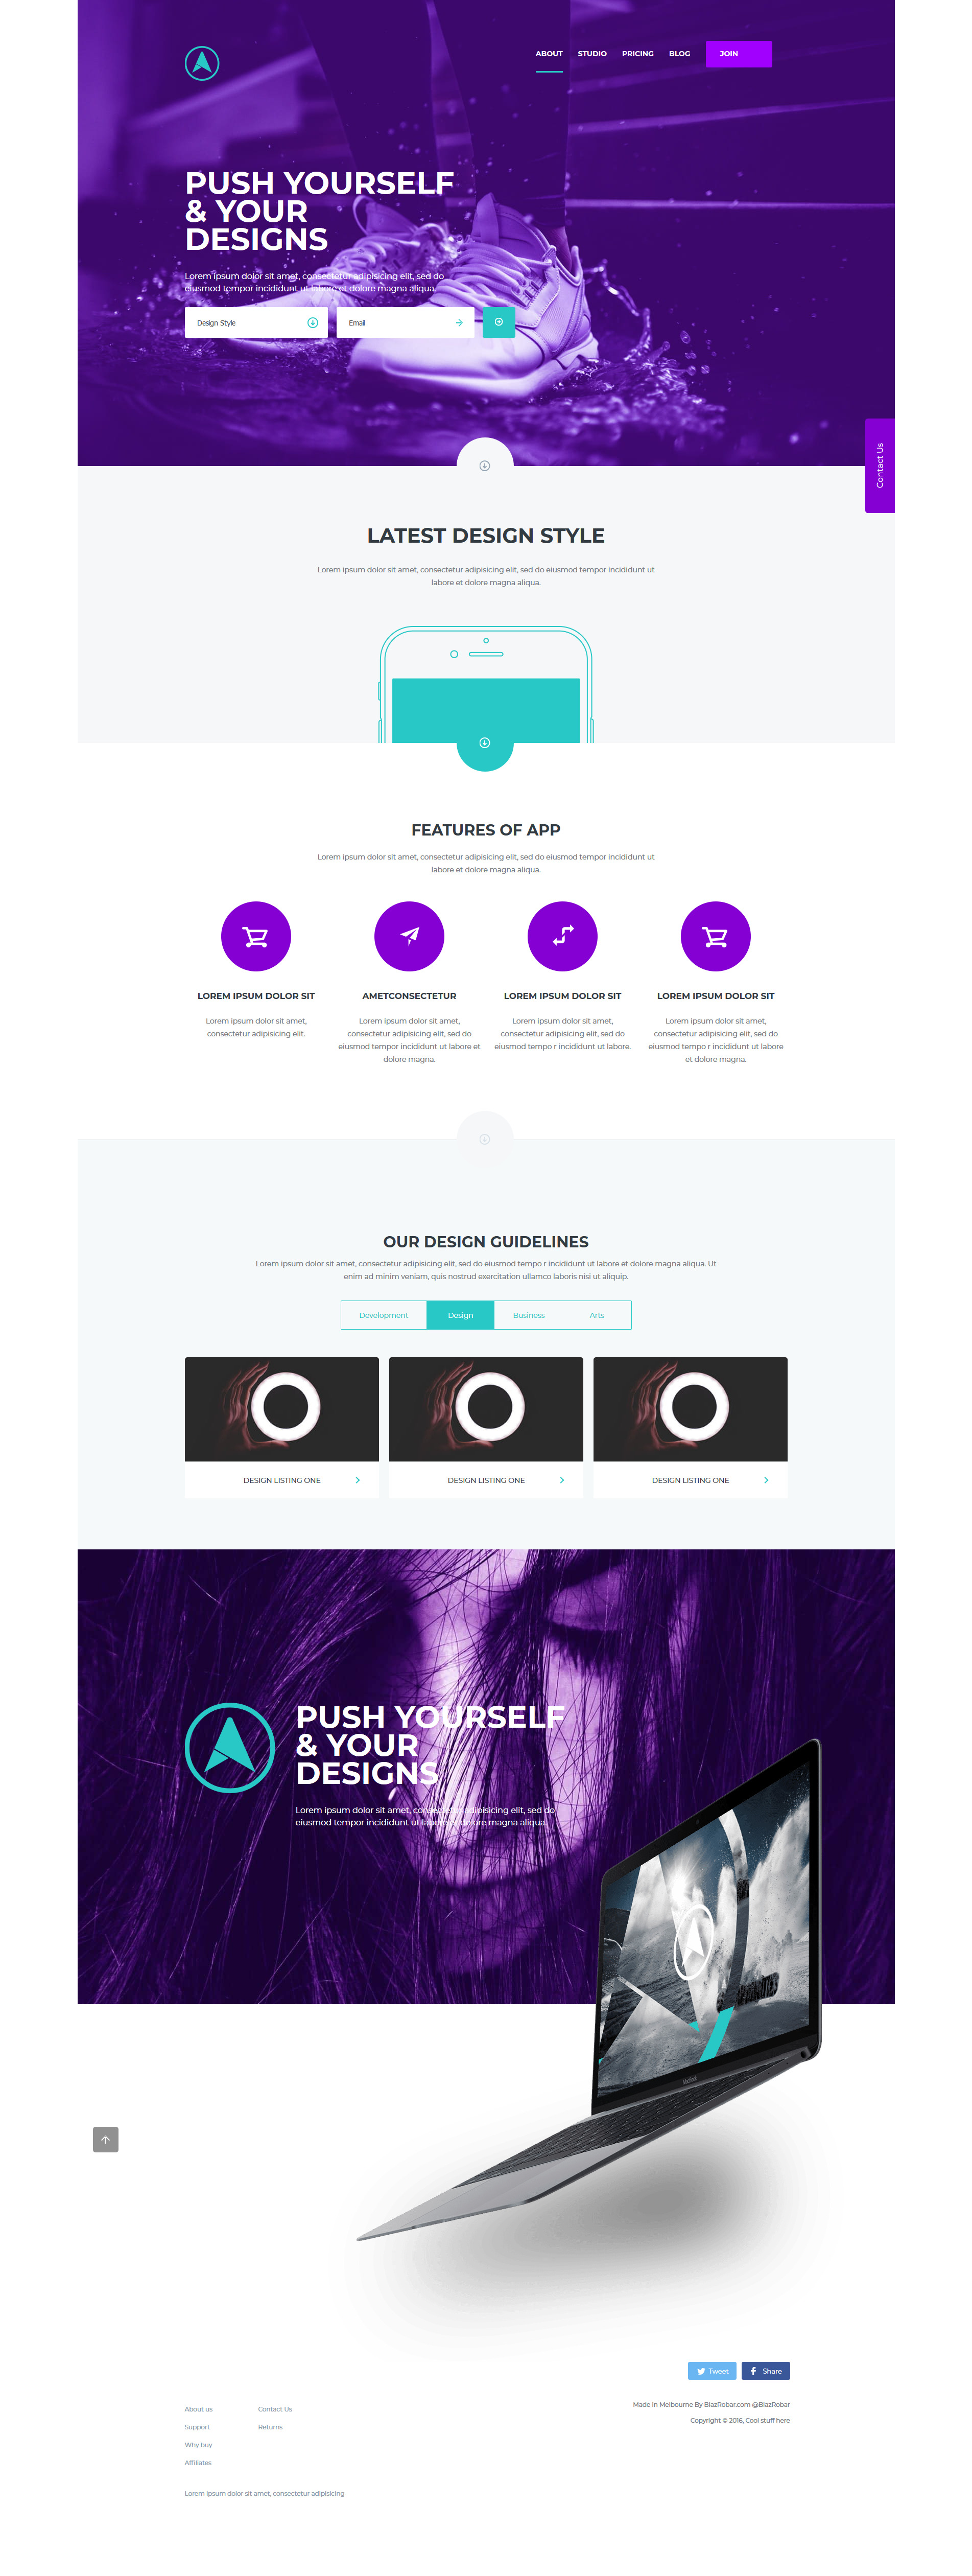 ABOUT STUDIO PRICING BLOG JOIN
PUSH YOURSELF
& YOUR
DESIGNS
Lorem ipsum dolor sit amet, consectetur adipisicing elit, sed do
eiusmod tempor incididunt ut labore et dolore magna aliqua.
Design Style
Email
Contact Us
LATEST DESIGN STYLE
Lorem ipsum dolor sit amet, consectetur adipisicing elit, sed do eiusmod tempor incididunt ut
labore et dolore magna aliqua.
FEATURES OF APP
Lorem ipsum dolor sit amet, consectetur adipisicing elit, sed do eiusmod tempor incididunt ut
labore et dolore magna aliqua.
LOREM IPSUM DOLOR SIT
Lorem ipsum dolor sit amet,
consectetur adipisicing elit.
AMETCONSECTETUR
Lorem ipsum dolor sit amet,
consectetur adipisicing elit, sed do
eiusmod tempor incididunt ut labore et
dolore magna.
LOREM IPSUM DOLOR SIT
Lorem ipsum dolor sit amet,
consectetur adipisicing elit, sed do
eiusmod tempo r incididunt ut labore.
LOREM IPSUM DOLOR SIT
Lorem ipsum dolor sit amet,
consectetur adipisicing elit, sed do
eiusmod tempo r incididunt ut labore
et dolore magna.
OUR DESIGN GUIDELINES
Lorem ipsum dolor sit amet, consectetur adipisicing elit, sed do eiusmod tempo r incididunt ut labore et dolore magna aliqua. Ut
enim ad minim veniam, quis nostrud exercitation ullamco laboris nisi ut aliquip.
Development Design Business Arts
DESIGN LISTING ONE
DESIGN LISTING ONE
DESIGN LISTING ONE
PUSH YOURSELF
& YOUR
DESIGNS
Lorem ipsum dolor sit amet, consectetur adipisicing elit, sed do
eiusmod tempor incididunt ut labore et dolore magna aliqua.
Tweet
Share
Made in Melbourne By BlazRobar.com @BlazRobar
Copyright © 2016, Cool stuff here
About us
Support
Why buy
Affiliates
Contact Us
Returns
Lorem ipsum dolor sit amet, consectetur adipisicing